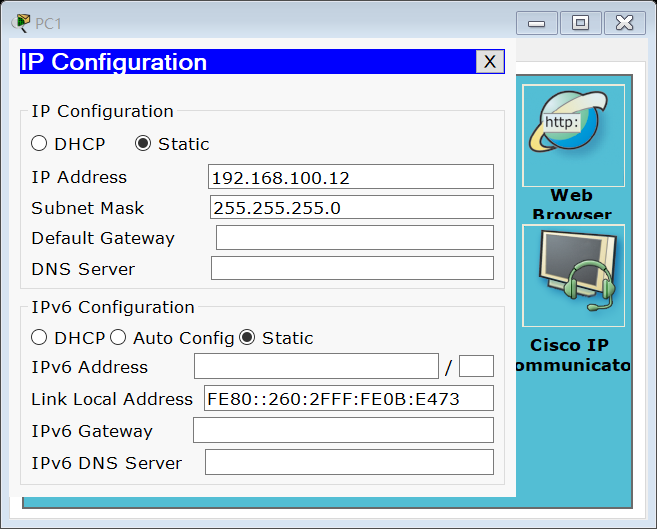 PC1
IP Configuration
X
IP Configuration
DHCP
Static
IP Address
192.168.100.12
Subnet Mask
255.255.255.0
Default Gateway
DNS Server
IPv6 Configuration
DHCP
Auto Config
Static
IPv6 Address
/
Link Local Address
FE80::260:2FFF:FE0B:E473
IPv6 Gateway
IPv6 DNS Server
http:
Web
Browser
Cisco IP
ommunicato